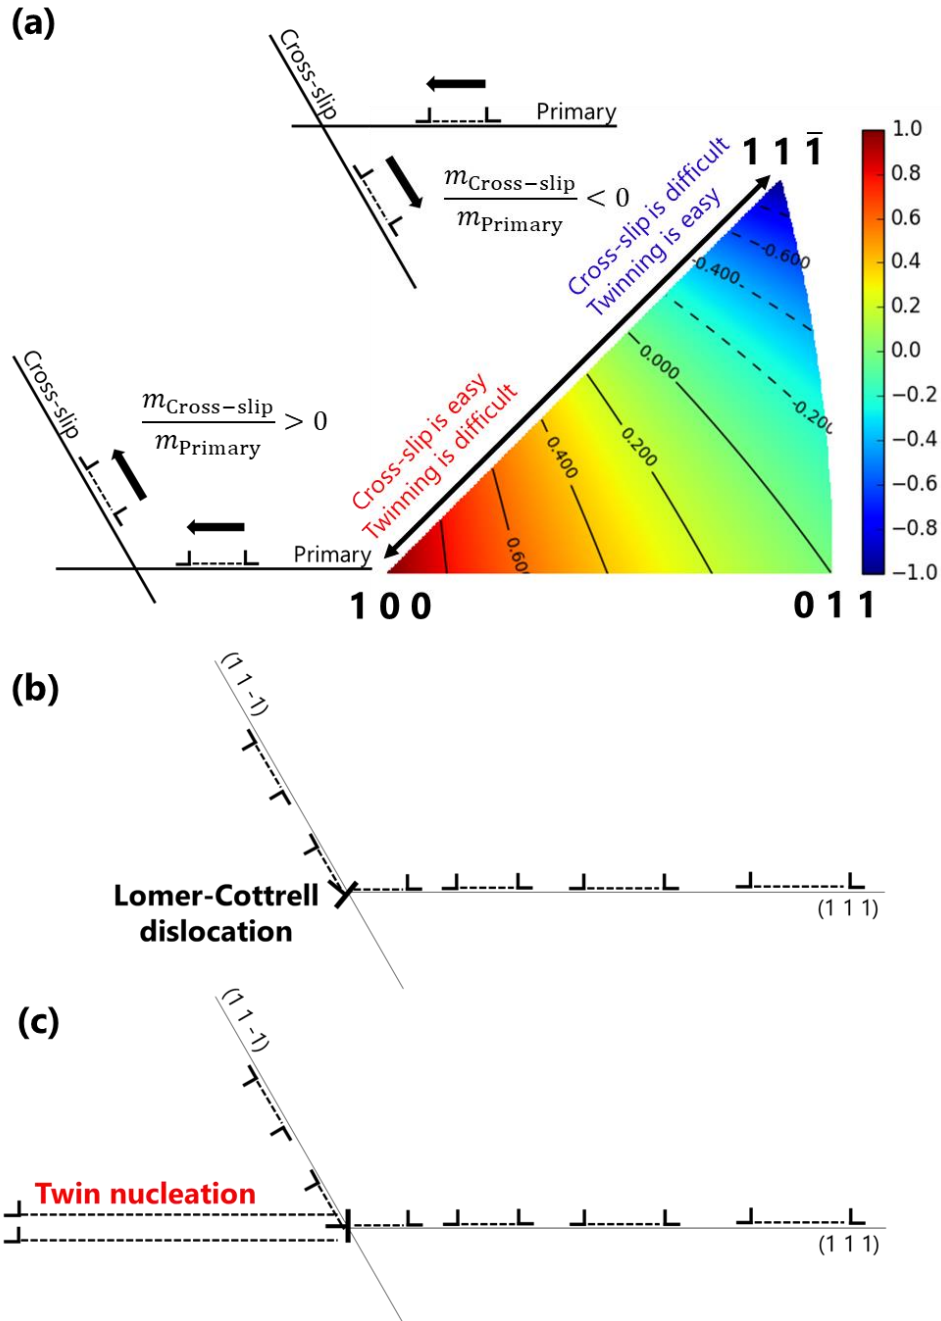 (a)
Cross-slip
Primary
m_Cross−slip
m_Primary
< 0
Cross-slip is difficult
Twinning is easy
1 1 1̄
1.0
0.8
0.6
0.4
0.2
0.0
−0.2
−0.4
−0.6
−0.8
−1.0
-0.600
-0.400
-0.200
0.000
0.200
0.400
0.600
Cross-slip
m_Cross−slip
m_Primary
> 0
Cross-slip is easy
Twinning is difficult
Primary
1 0 0
0 1 1
(b)
(1 1 -1)
Lomer-Cottrell
dislocation
(1 1 1)
(c)
(1 1 -1)
Twin nucleation
(1 1 1)